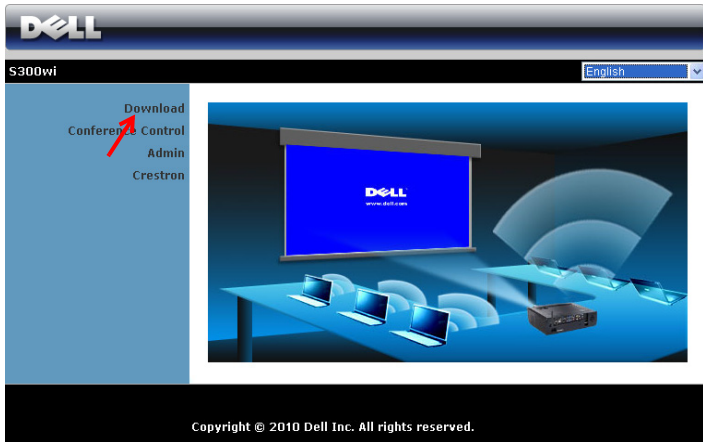 DELL
S300wi
English
Download
Conference Control
Admin
Crestron
DELL
www.dell.com
Copyright © 2010 Dell Inc. All rights reserved.